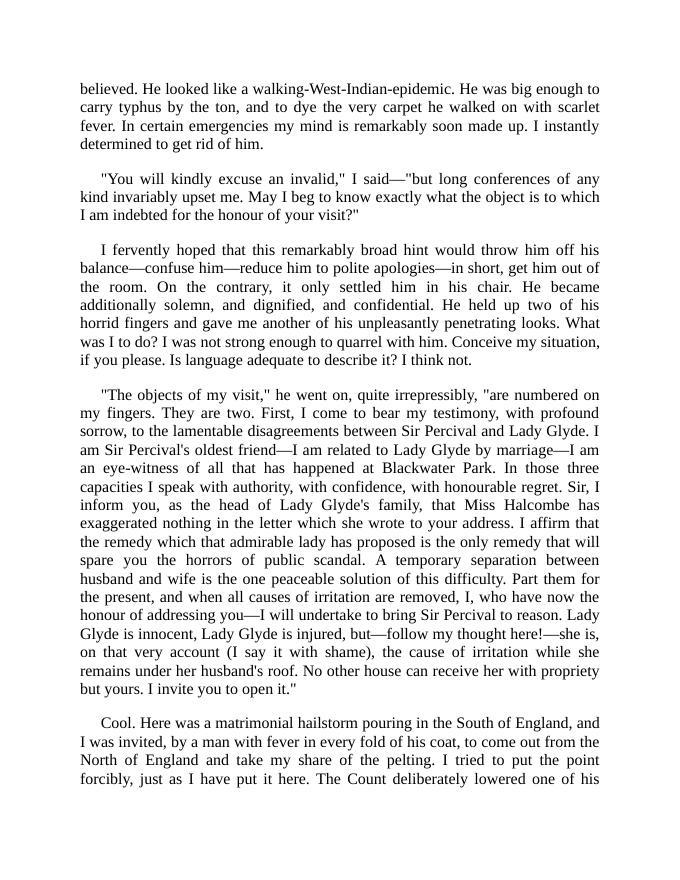 believed. He looked like a walking-West-Indian-epidemic. He was big enough to
carry typhus by the ton, and to dye the very carpet he walked on with scarlet
fever. In certain emergencies my mind is remarkably soon made up. I instantly
determined to get rid of him.
"You will kindly excuse an invalid," I said—"but long conferences of any
kind invariably upset me. May I beg to know exactly what the object is to which
I am indebted for the honour of your visit?"
I fervently hoped that this remarkably broad hint would throw him off his
balance—confuse him—reduce him to polite apologies—in short, get him out of
the room. On the contrary, it only settled him in his chair. He became
additionally solemn, and dignified, and confidential. He held up two of his
horrid fingers and gave me another of his unpleasantly penetrating looks. What
was I to do? I was not strong enough to quarrel with him. Conceive my situation,
if you please. Is language adequate to describe it? I think not.
"The objects of my visit," he went on, quite irrepressibly, "are numbered on
my fingers. They are two. First, I come to bear my testimony, with profound
sorrow, to the lamentable disagreements between Sir Percival and Lady Glyde. I
am Sir Percival's oldest friend—I am related to Lady Glyde by marriage—I am
an eye-witness of all that has happened at Blackwater Park. In those three
capacities I speak with authority, with confidence, with honourable regret. Sir, I
inform you, as the head of Lady Glyde's family, that Miss Halcombe has
exaggerated nothing in the letter which she wrote to your address. I affirm that
the remedy which that admirable lady has proposed is the only remedy that will
spare you the horrors of public scandal. A temporary separation between
husband and wife is the one peaceable solution of this difficulty. Part them for
the present, and when all causes of irritation are removed, I, who have now the
honour of addressing you—I will undertake to bring Sir Percival to reason. Lady
Glyde is innocent, Lady Glyde is injured, but—follow my thought here!—she is,
on that very account (I say it with shame), the cause of irritation while she
remains under her husband's roof. No other house can receive her with propriety
but yours. I invite you to open it."
Cool. Here was a matrimonial hailstorm pouring in the South of England, and
I was invited, by a man with fever in every fold of his coat, to come out from the
North of England and take my share of the pelting. I tried to put the point
forcibly, just as I have put it here. The Count deliberately lowered one of his